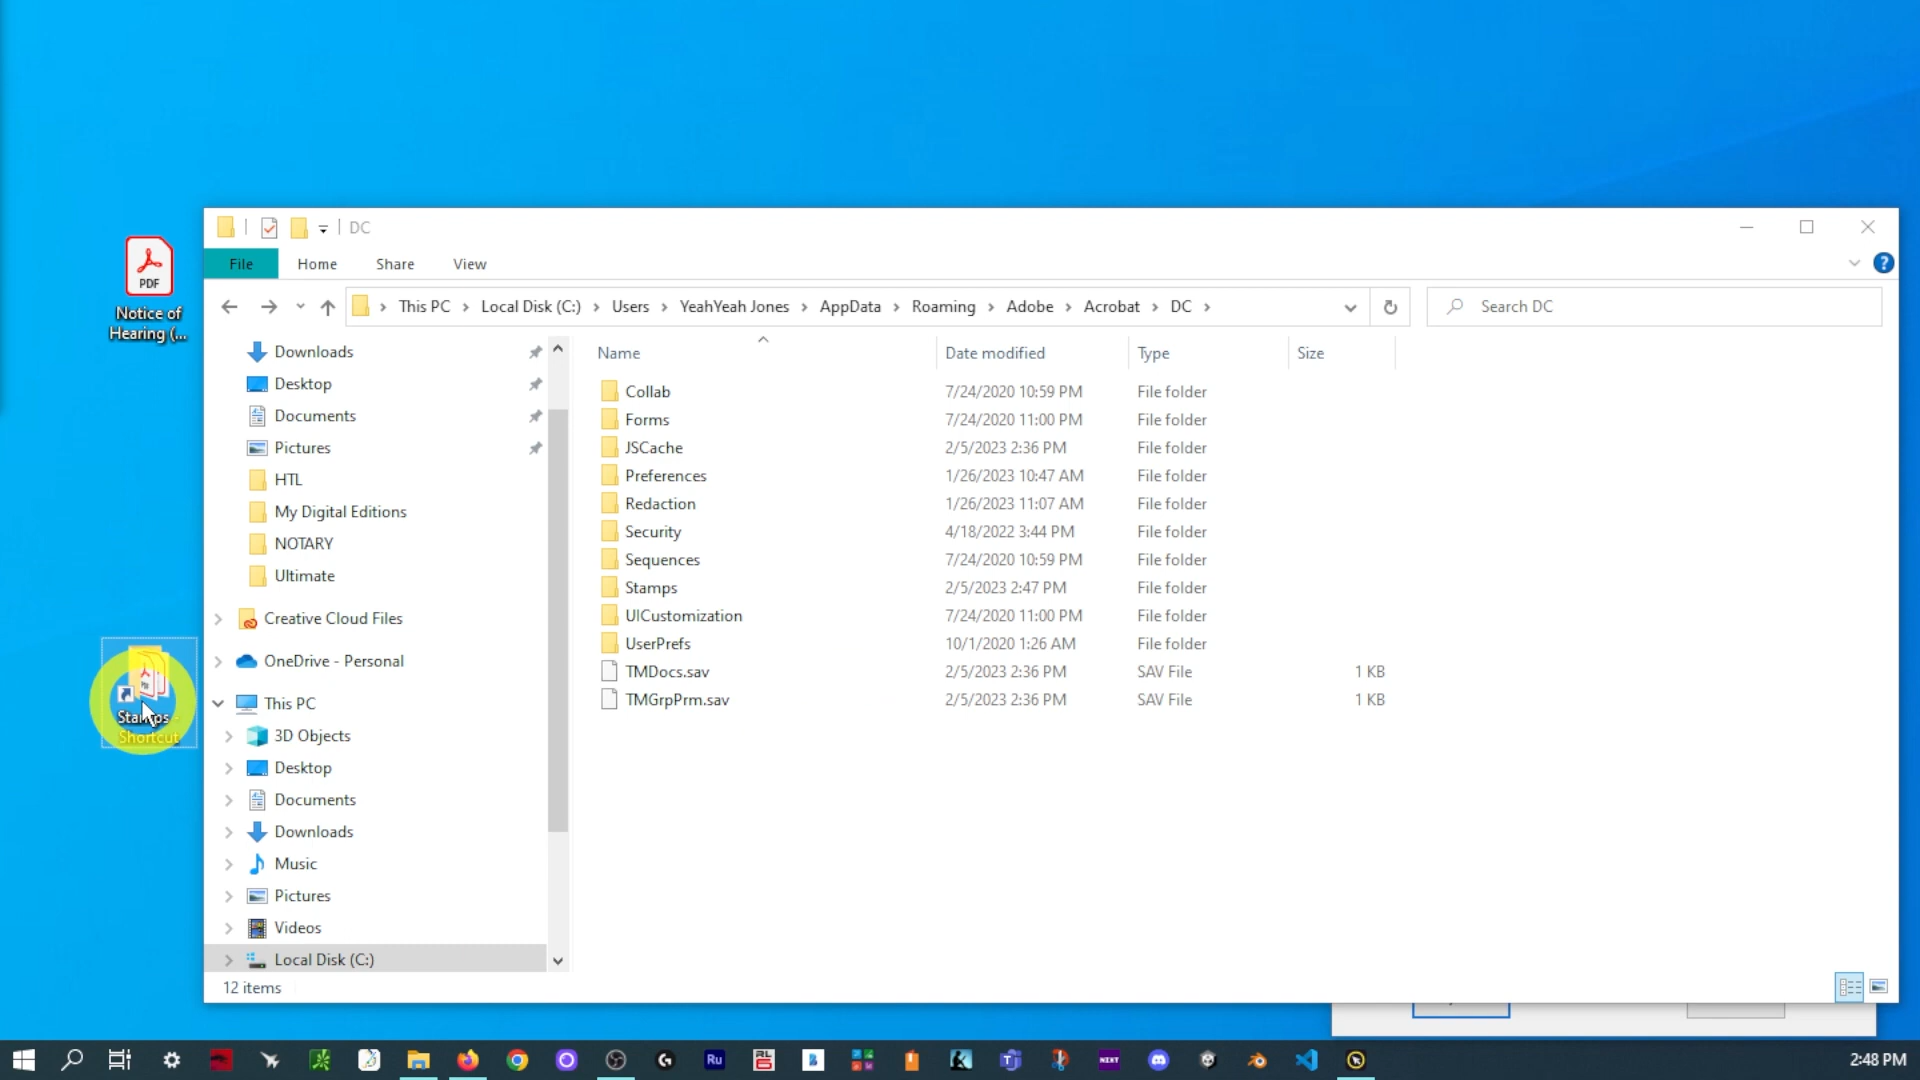 PDF
Notice of
Hearing (...
Stamps -
Shortcut
DC
File
Home
Share
View
This PC
Local Disk (C:)
Users
YeahYeah Jones
AppData
Roaming
Adobe
Acrobat
DC
Search DC
Downloads
Desktop
Documents
Pictures
HTL
My Digital Editions
NOTARY
Ultimate
Creative Cloud Files
OneDrive - Personal
This PC
3D Objects
Desktop
Documents
Downloads
Music
Pictures
Videos
Local Disk (C:)
Name Date modified Type Size
Collab 7/24/2020 10:59 PM File folder
Forms 7/24/2020 11:00 PM File folder
JSCache 2/5/2023 2:36 PM File folder
Preferences 1/26/2023 10:47 AM File folder
Redaction 1/26/2023 11:07 AM File folder
Security 4/18/2022 3:44 PM File folder
Sequences 7/24/2020 10:59 PM File folder
Stamps 2/5/2023 2:47 PM File folder
UICustomization 7/24/2020 11:00 PM File folder
UserPrefs 10/1/2020 1:26 AM File folder
TMDocs.sav 2/5/2023 2:36 PM SAV File 1 KB
TMGrpPrm.sav 2/5/2023 2:36 PM SAV File 1 KB
12 items
Ru
NEXT
2:48 PM